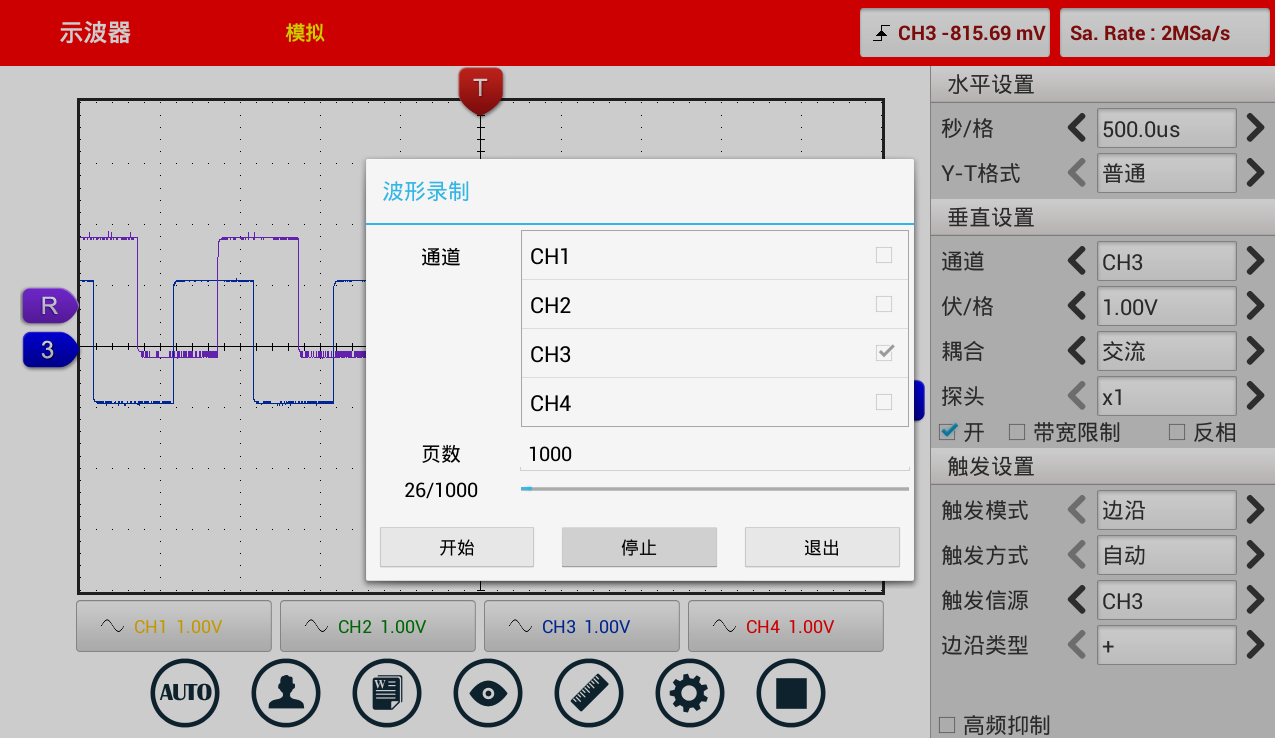 示波器
模拟
CH3 -815.69 mV
Sa. Rate : 2MSa/s
T
R
3
波形录制
通道
CH1
CH2
CH3
CH4
页数
1000
26/1000
开始
停止
退出
水平设置
秒/格
500.0us
Y-T格式
普通
垂直设置
通道
CH3
伏/格
1.00V
耦合
交流
探头
x1
开
带宽限制
反相
触发设置
触发模式
边沿
触发方式
自动
触发信源
CH3
边沿类型
+
高频抑制
CH1 1.00V
CH2 1.00V
CH3 1.00V
CH4 1.00V
AUTO
W